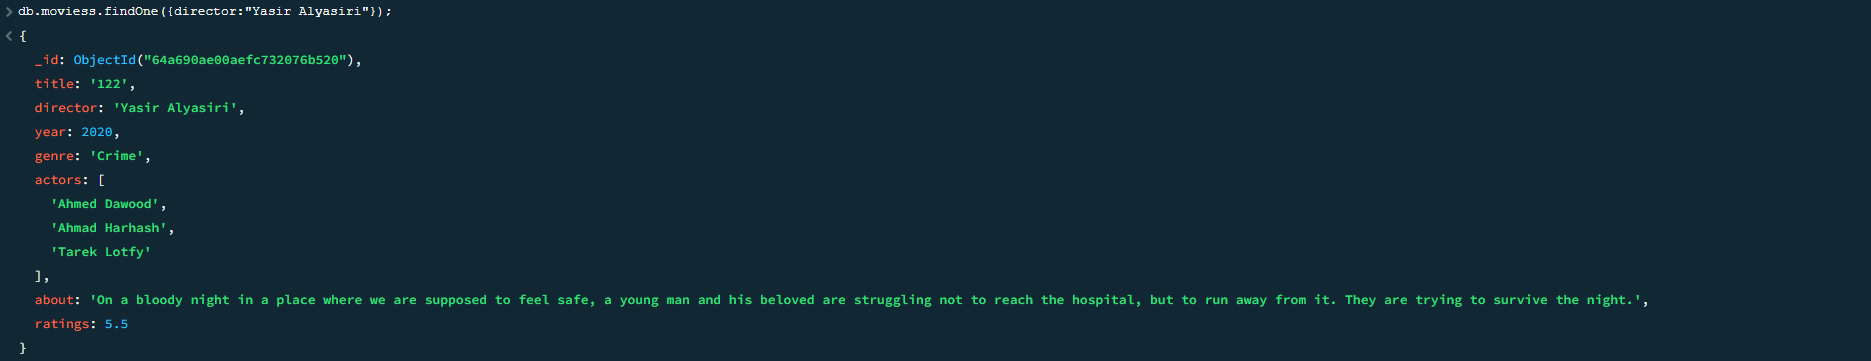 > db.moviess.findOne({director:"Yasir Alyasiri"});
< {
_id: ObjectId("64a690ae00aefc732076b520"),
title: '122',
director: 'Yasir Alyasiri',
year: 2020,
genre: 'Crime',
actors: [
'Ahmed Dawood',
'Ahmad Harhash',
'Tarek Lotfy'
],
about: 'On a bloody night in a place where we are supposed to feel safe, a young man and his beloved are struggling not to reach the hospital, but to run away from it. They are trying to survive the night.',
ratings: 5.5
}